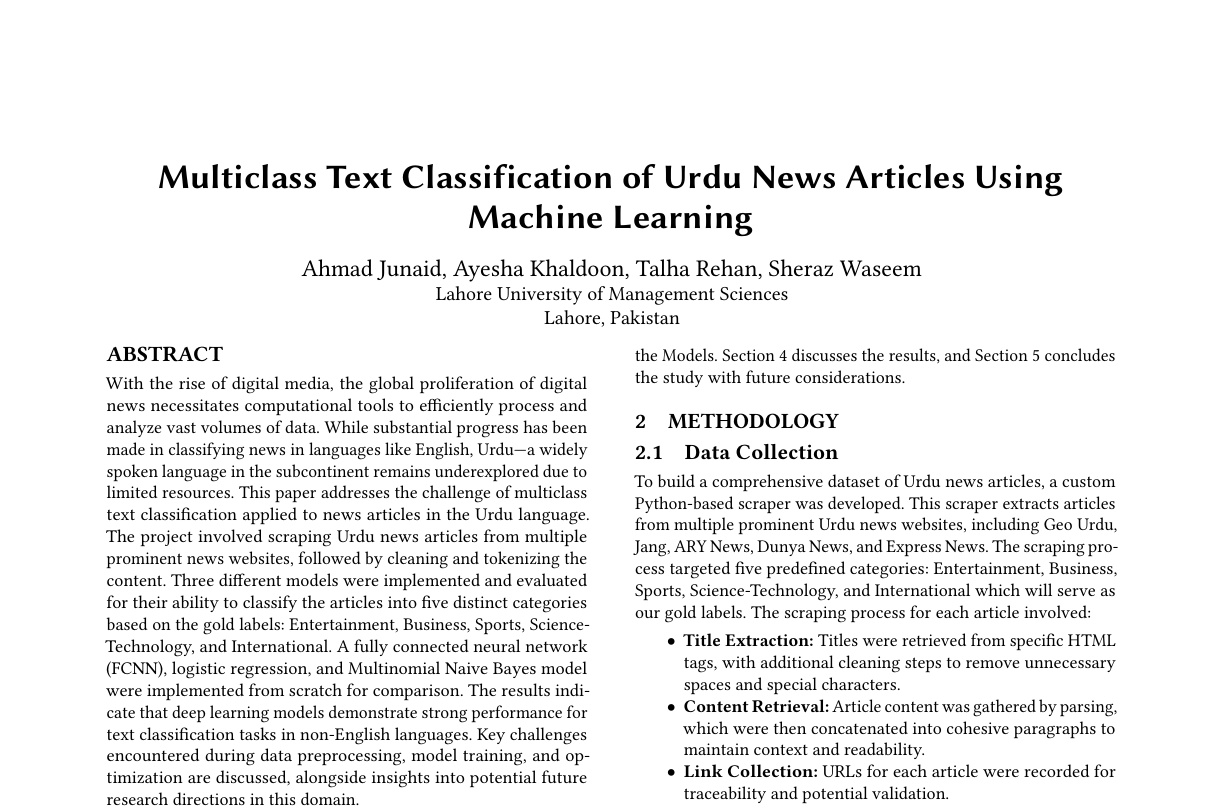 Multiclass Text Classification of Urdu News Articles Using
Machine Learning
Ahmad Junaid, Ayesha Khaldoon, Talha Rehan, Sheraz Waseem
Lahore University of Management Sciences
Lahore, Pakistan
ABSTRACT
With the rise of digital media, the global proliferation of digital
news necessitates computational tools to efficiently process and
analyze vast volumes of data. While substantial progress has been
made in classifying news in languages like English, Urdu—a widely
spoken language in the subcontinent remains underexplored due to
limited resources. This paper addresses the challenge of multiclass
text classification applied to news articles in the Urdu language.
The project involved scraping Urdu news articles from multiple
prominent news websites, followed by cleaning and tokenizing the
content. Three different models were implemented and evaluated
for their ability to classify the articles into five distinct categories
based on the gold labels: Entertainment, Business, Sports, Science-
Technology, and International. A fully connected neural network
(FCNN), logistic regression, and Multinomial Naive Bayes model
were implemented from scratch for comparison. The results indi-
cate that deep learning models demonstrate strong performance for
text classification tasks in non-English languages. Key challenges
encountered during data preprocessing, model training, and op-
timization are discussed, alongside insights into potential future
research directions in this domain.
the Models. Section 4 discusses the results, and Section 5 concludes
the study with future considerations.
2 METHODOLOGY
2.1 Data Collection
To build a comprehensive dataset of Urdu news articles, a custom
Python-based scraper was developed. This scraper extracts articles
from multiple prominent Urdu news websites, including Geo Urdu,
Jang, ARY News, Dunya News, and Express News. The scraping pro-
cess targeted five predefined categories: Entertainment, Business,
Sports, Science-Technology, and International which will serve as
our gold labels. The scraping process for each article involved:
• Title Extraction: Titles were retrieved from specific HTML
tags, with additional cleaning steps to remove unnecessary
spaces and special characters.
• Content Retrieval: Article content was gathered by parsing,
which were then concatenated into cohesive paragraphs to
maintain context and readability.
• Link Collection: URLs for each article were recorded for
traceability and potential validation.